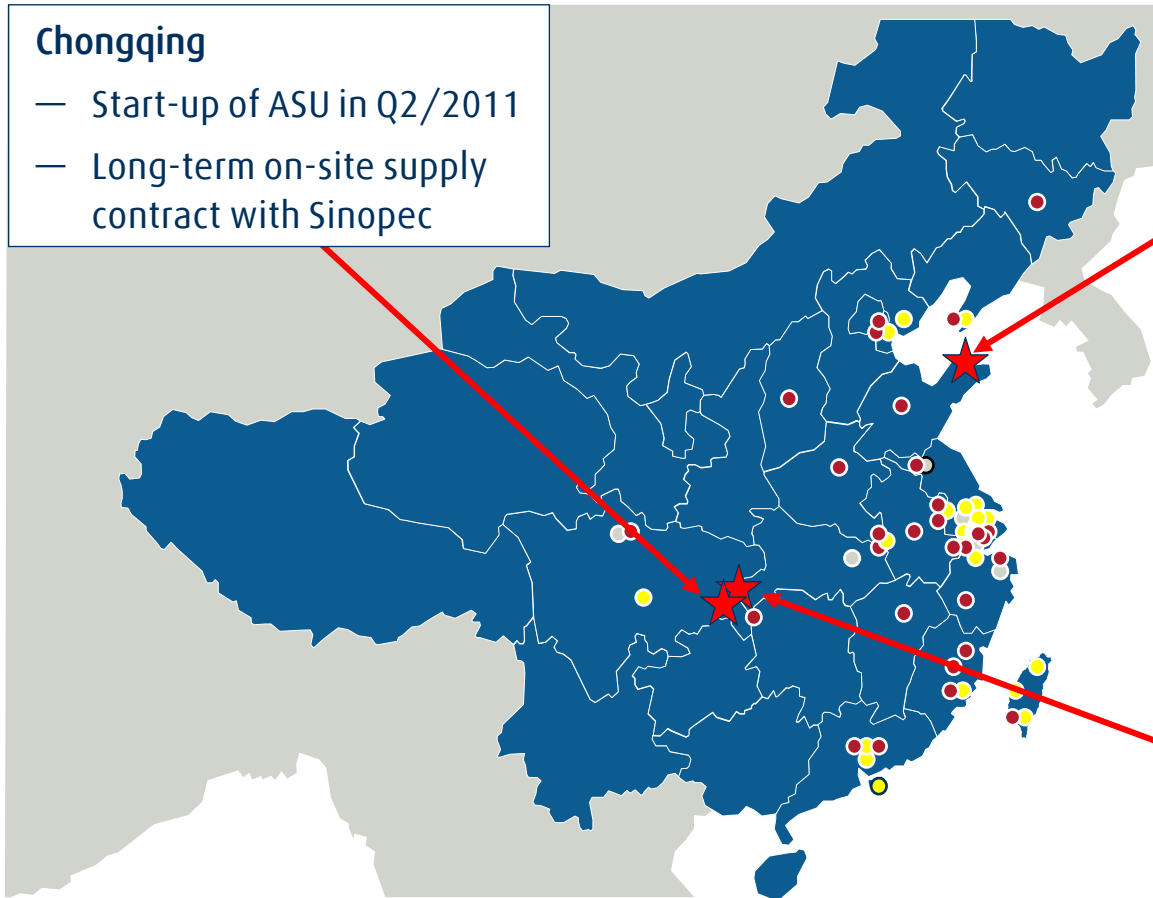 Chongqing
— Start-up of ASU in Q2/2011
— Long-term on-site supply
contract with Sinopec